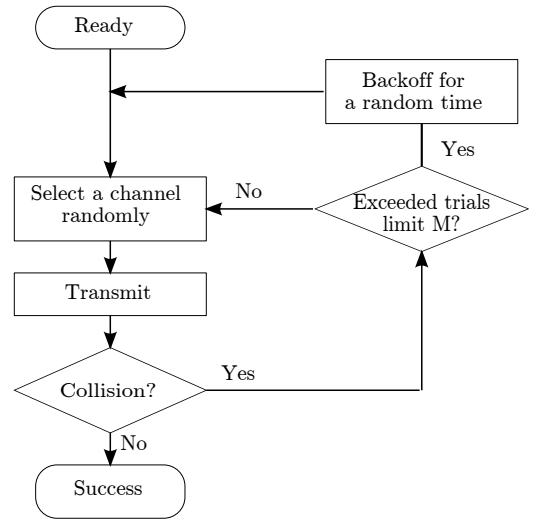 Ready
Backoff for
a random time
Yes
Select a channel
randomly
No
Exceeded trials
limit M?
Transmit
Collision?
Yes
No
Success